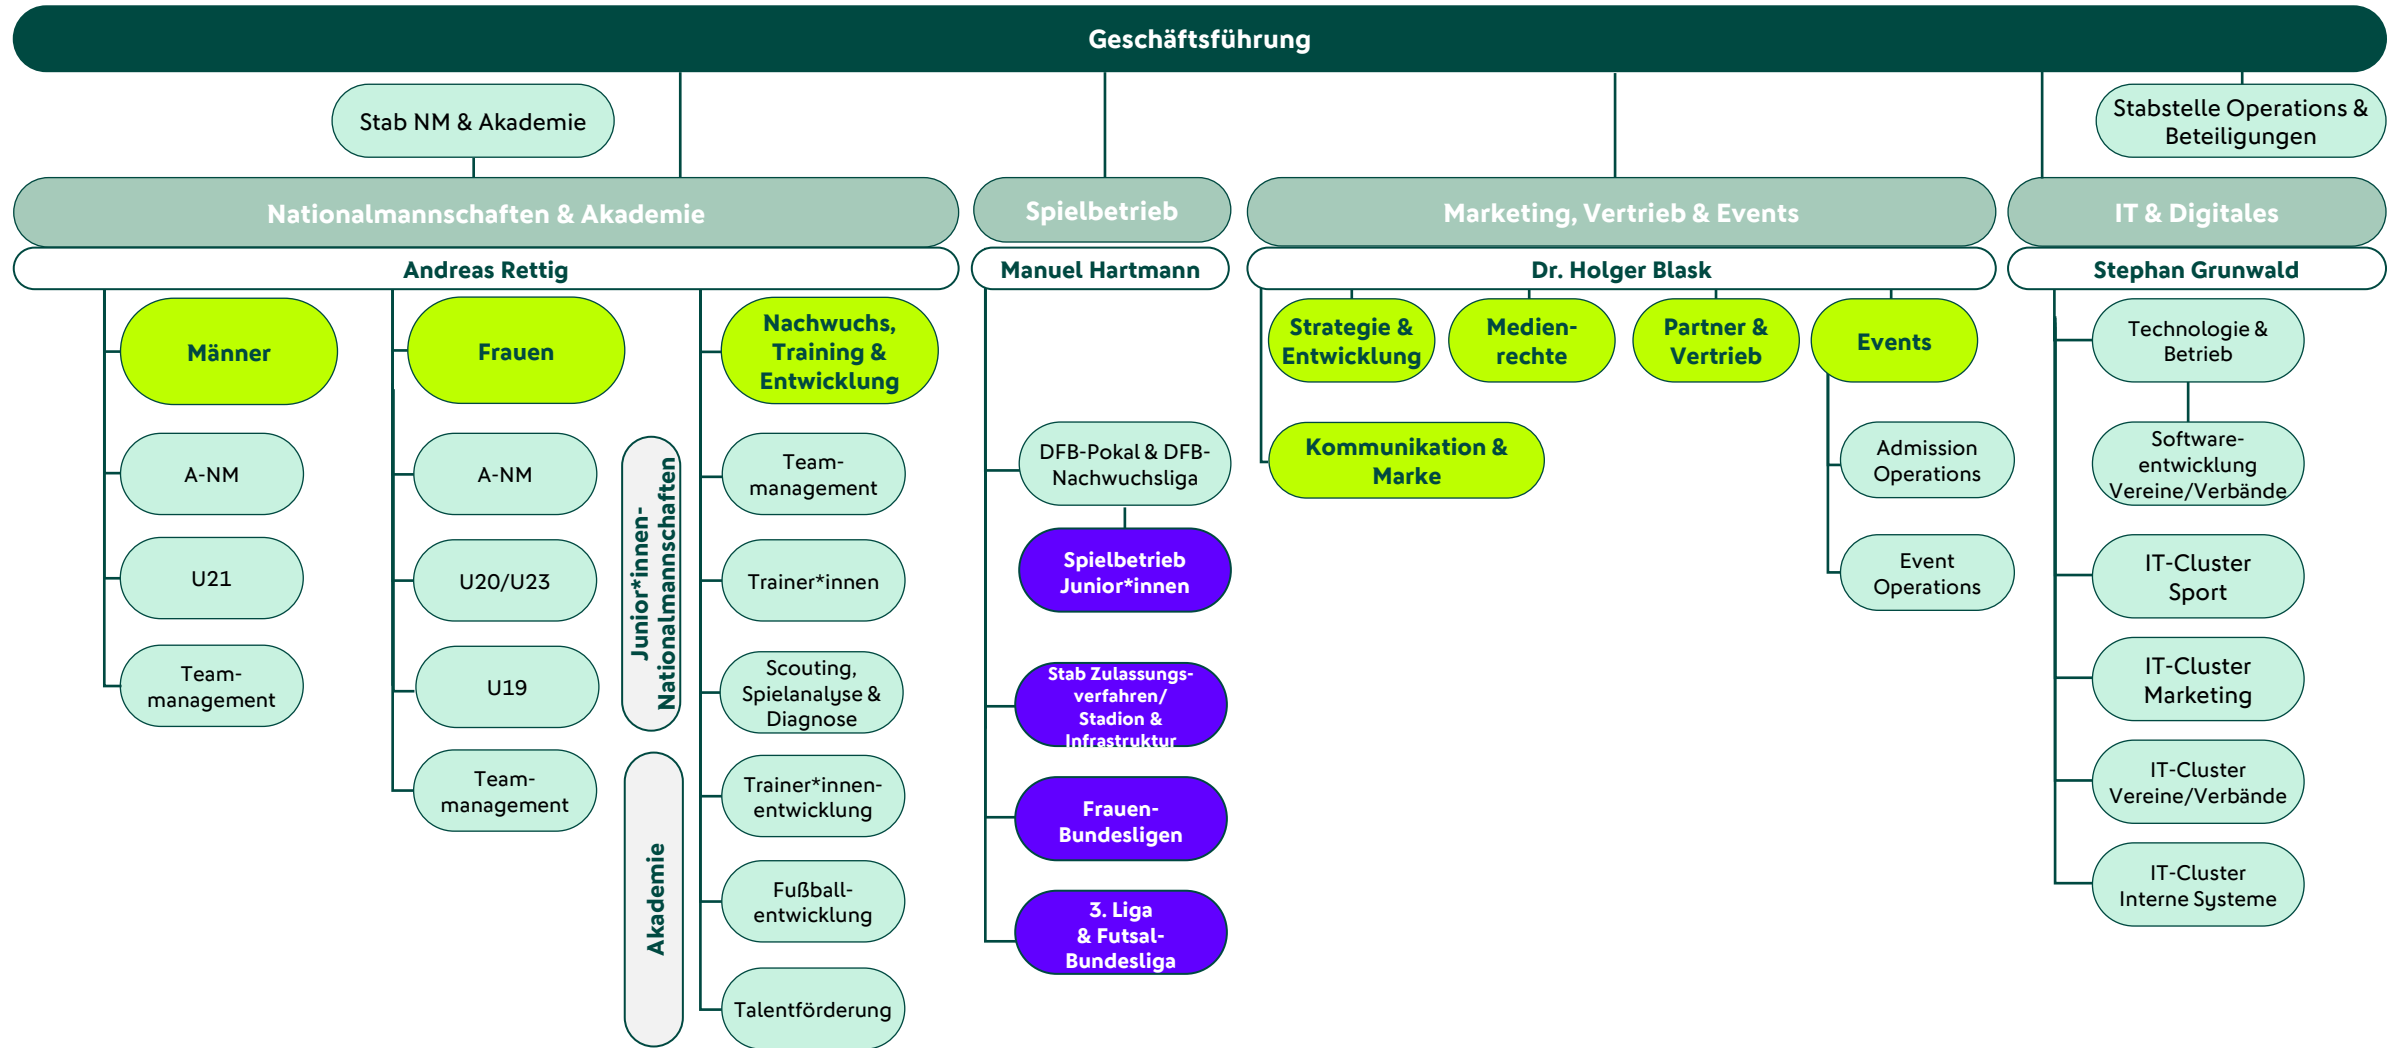 Geschäftsführung
Stab NM & Akademie
Stabstelle Operations &
Beteiligungen
Nationalmannschaften & Akademie
Andreas Rettig
Männer
A-NM
U21
Team-
management
Frauen
A-NM
U20/U23
U19
Team-
management
Nachwuchs,
Training &
Entwicklung
Junior*innen-
Nationalmannschaften
Team-
management
Trainer*innen
Scouting,
Spielanalyse &
Diagnose
Akademie
Trainer*innen-
entwicklung
Fußball-
entwicklung
Talentförderung
Spielbetrieb
Manuel Hartmann
DFB-Pokal & DFB-
Nachwuchsliga
Spielbetrieb
Junior*innen
Stab Zulassungs-
verfahren/
Stadion &
Infrastruktur
Frauen-
Bundesligen
3. Liga
& Futsal-
Bundesliga
Marketing, Vertrieb & Events
Dr. Holger Blask
Strategie &
Entwicklung
Medien-
rechte
Partner &
Vertrieb
Events
Kommunikation &
Marke
Admission
Operations
Event
Operations
IT & Digitales
Stephan Grunwald
Technologie &
Betrieb
Software-
entwicklung
Vereine/Verbände
IT-Cluster
Sport
IT-Cluster
Marketing
IT-Cluster
Vereine/Verbände
IT-Cluster
Interne Systeme